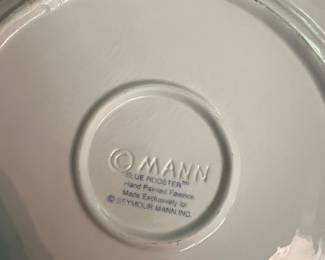 © MANN
BLUE ROOSTER™
Hand Painted Faience
Made Exclusively for
© SEYMOUR MANN INC.